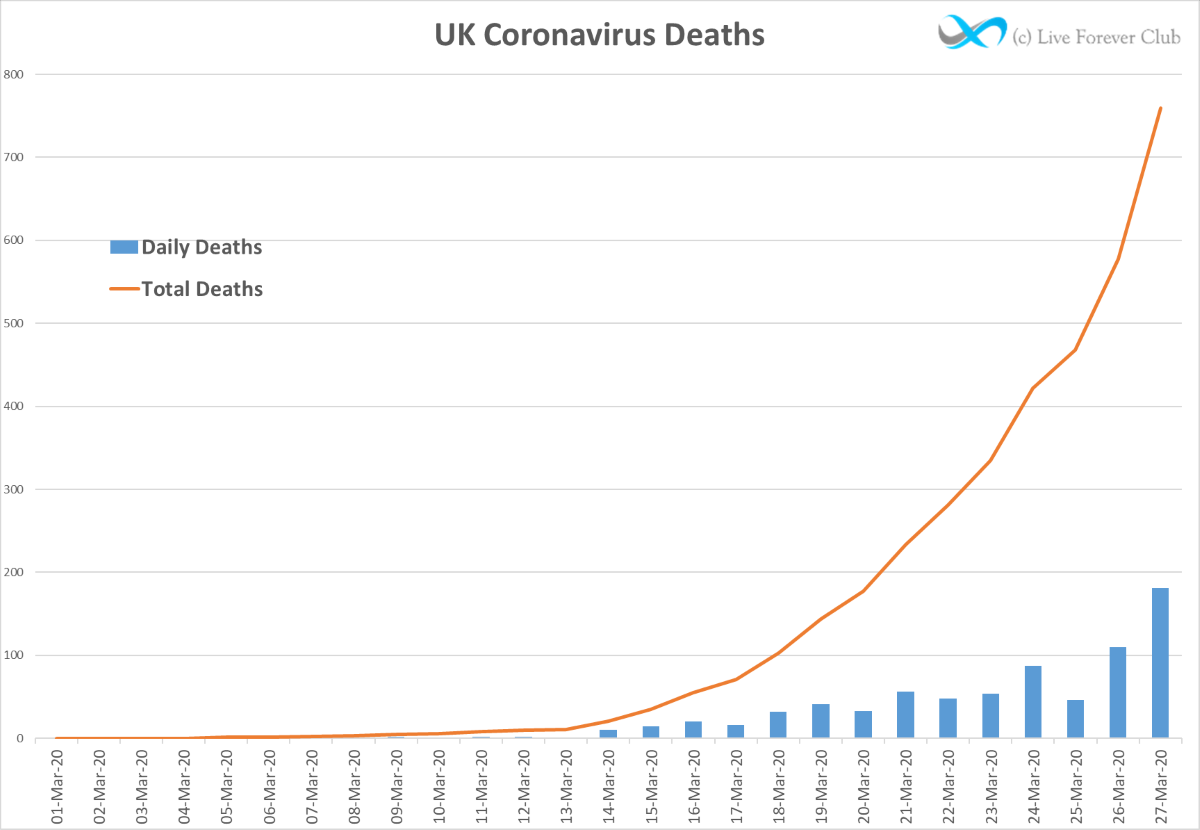 UK Coronavirus Deaths
(c) Live Forever Club
800
700
600
500
400
300
200
100
0
Daily Deaths
Total Deaths
01-Mar-20
02-Mar-20
03-Mar-20
04-Mar-20
05-Mar-20
06-Mar-20
07-Mar-20
08-Mar-20
09-Mar-20
10-Mar-20
11-Mar-20
12-Mar-20
13-Mar-20
14-Mar-20
15-Mar-20
16-Mar-20
17-Mar-20
18-Mar-20
19-Mar-20
20-Mar-20
21-Mar-20
22-Mar-20
23-Mar-20
24-Mar-20
25-Mar-20
26-Mar-20
27-Mar-20